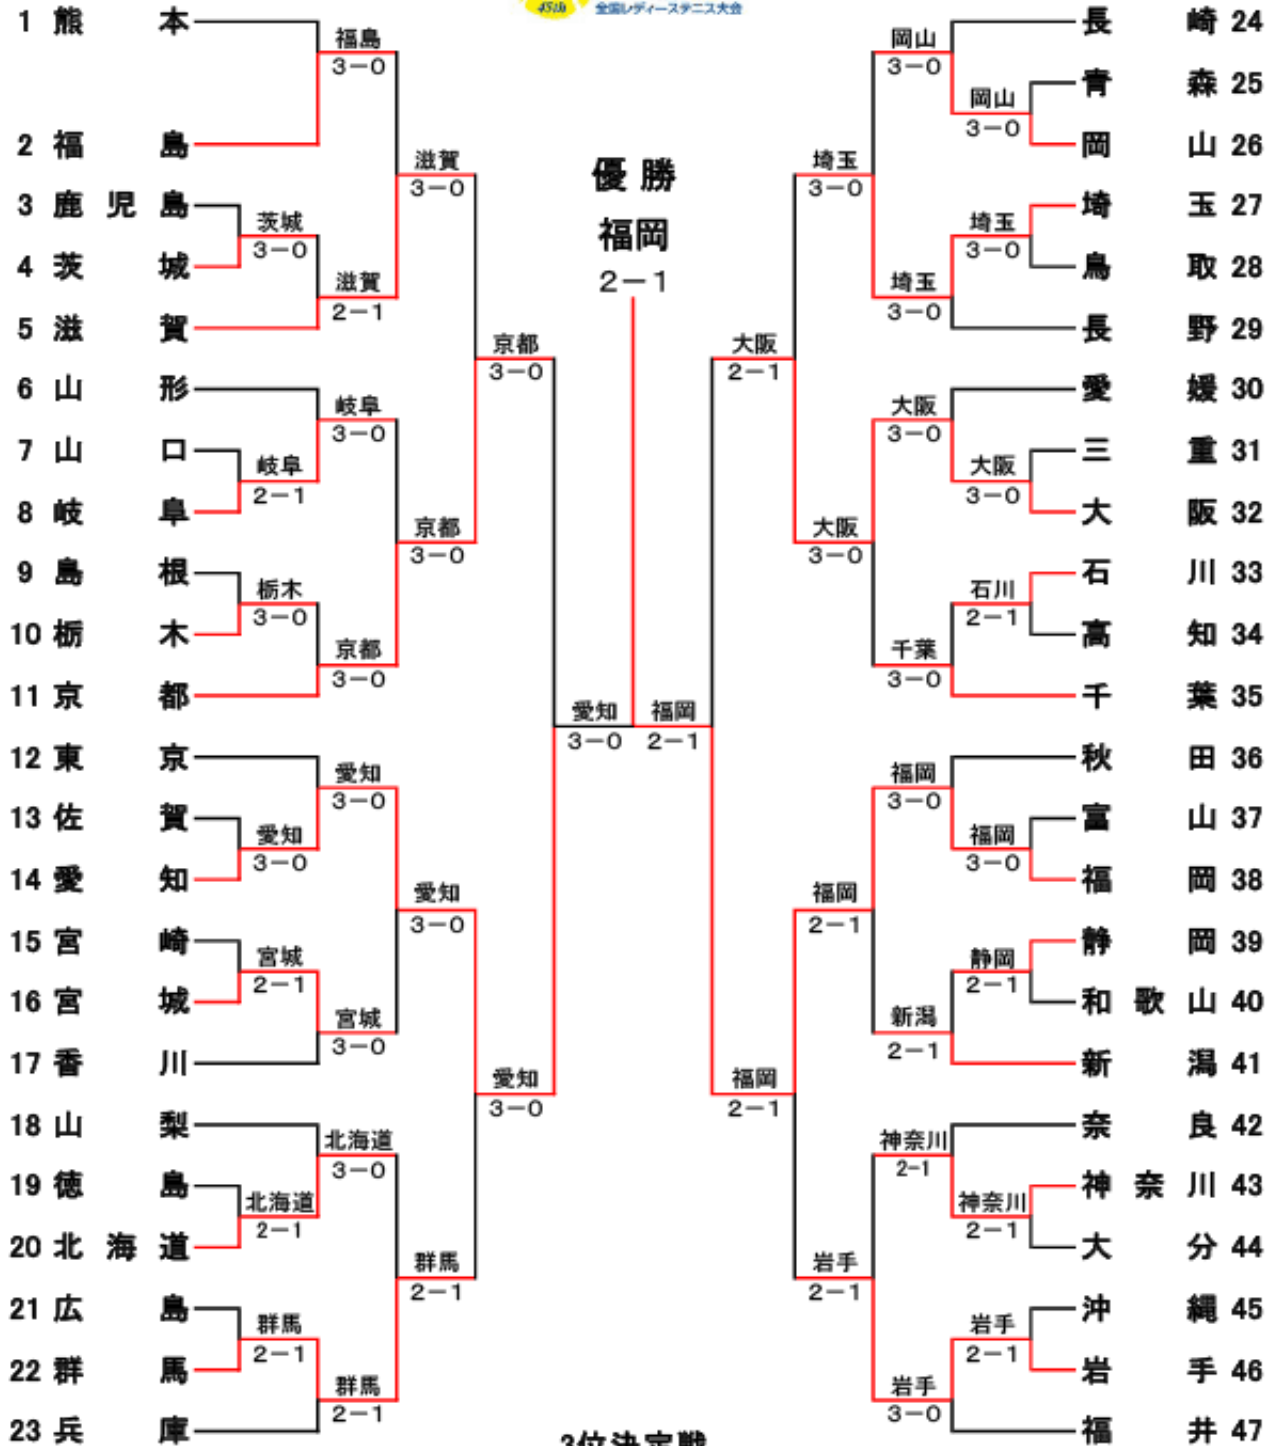 45th 全国レディーステニス大会
1 熊本
2 福島
3 鹿児島
4 茨城
5 滋賀
6 山形
7 山口
8 岐阜
9 島根
10 栃木
11 京都
12 東京
13 佐賀
14 愛知
15 宮崎
16 宮城
17 香川
18 山梨
19 徳島
20 北海道
21 広島
22 群馬
23 兵庫
茨城
3-0
岐阜
2-1
栃木
3-0
愛知
3-0
宮城
2-1
北海道
2-1
群馬
2-1
福島
3-0
滋賀
2-1
岐阜
3-0
京都
3-0
愛知
3-0
宮城
3-0
北海道
3-0
群馬
2-1
滋賀
3-0
京都
3-0
愛知
3-0
群馬
2-1
京都
3-0
愛知
3-0
愛知
3-0
優勝
福岡
2-1
福岡
2-1
大阪
2-1
福岡
2-1
埼玉
3-0
大阪
3-0
福岡
2-1
岩手
2-1
岡山
3-0
埼玉
3-0
大阪
3-0
千葉
3-0
福岡
3-0
新潟
2-1
神奈川
2-1
岩手
3-0
岡山
3-0
埼玉
3-0
大阪
3-0
石川
2-1
福岡
3-0
静岡
2-1
神奈川
2-1
岩手
2-1
長崎 24
青森 25
岡山 26
埼玉 27
鳥取 28
長野 29
愛媛 30
三重 31
大阪 32
石川 33
高知 34
千葉 35
秋田 36
富山 37
福岡 38
静岡 39
和歌山 40
新潟 41
奈良 42
神奈川 43
大分 44
沖縄 45
岩手 46
福井 47
3位決定戦